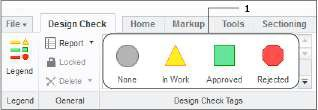 1
File Design Check Home Markup Tools Sectioning
Report
Locked
Delete
Legend
None In Work Approved Rejected
Legend General Design Check Tags